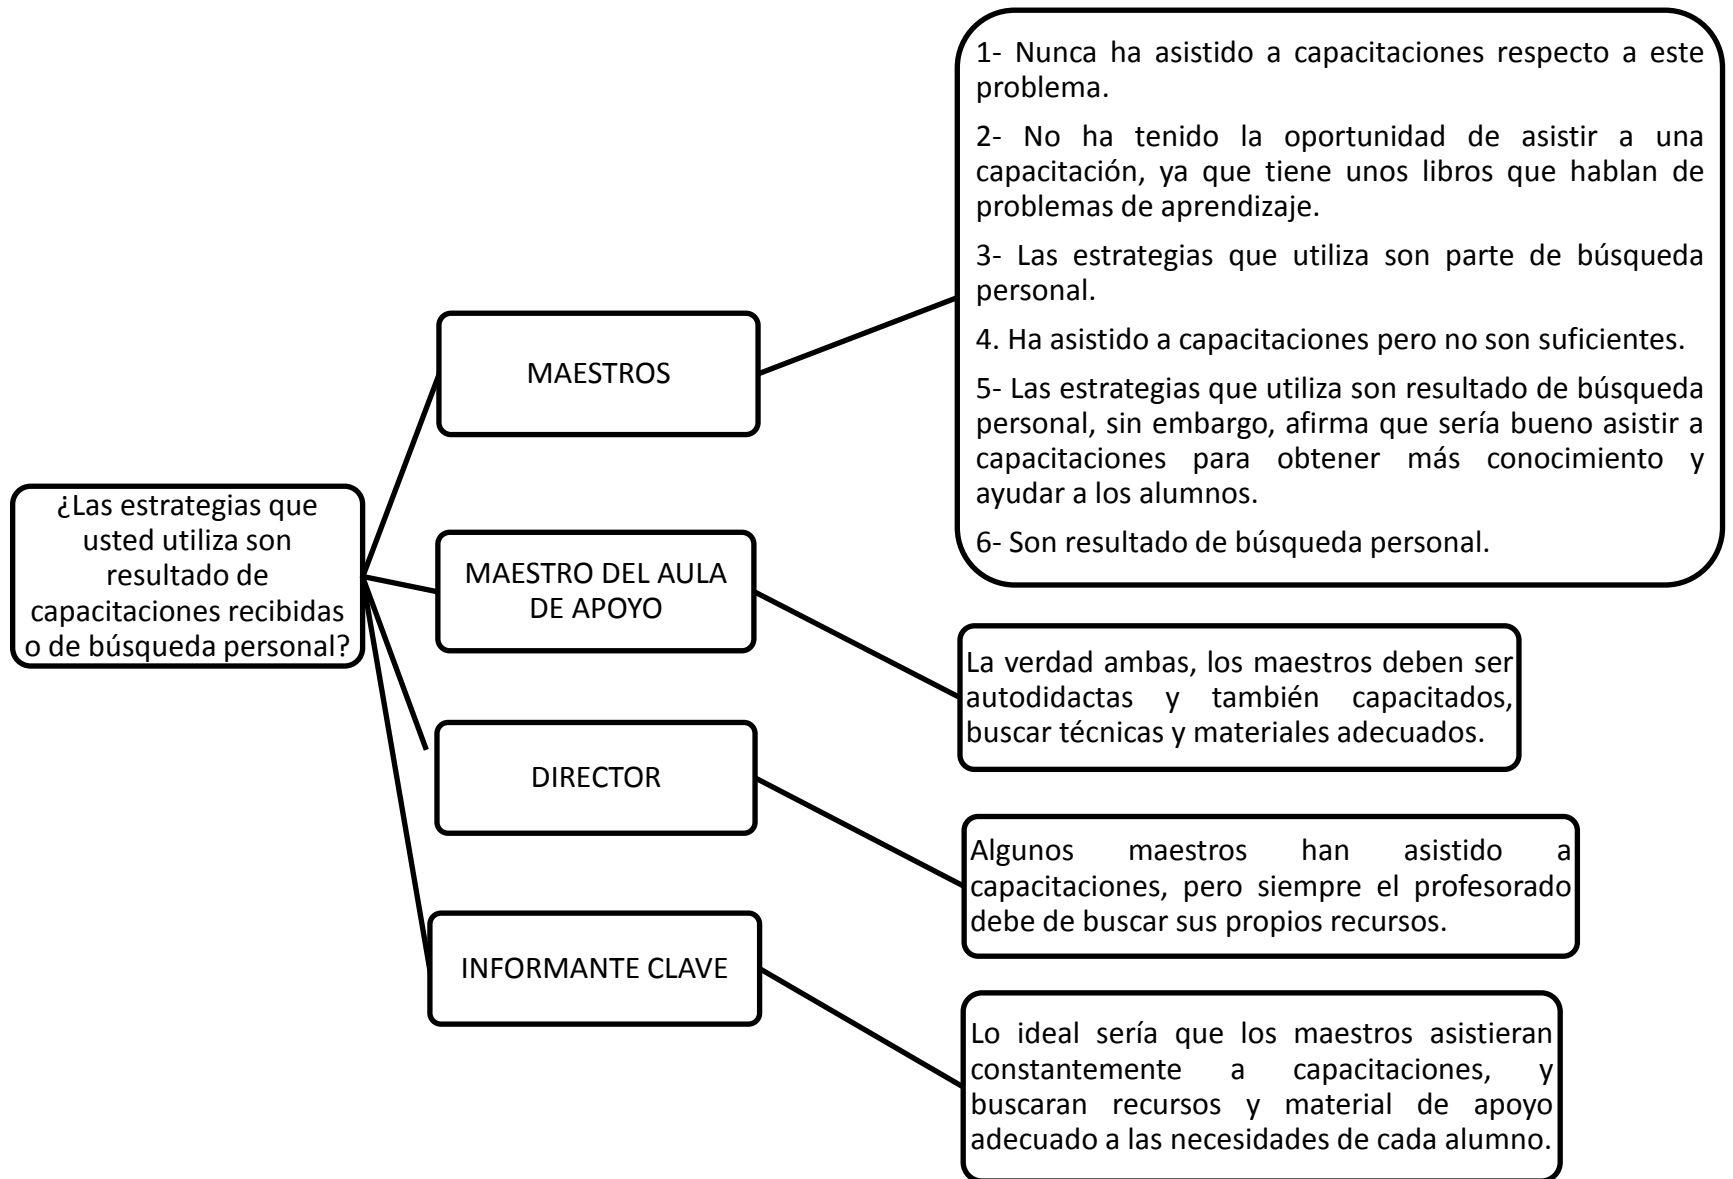 ¿Las estrategias que
usted utiliza son
resultado de
capacitaciones recibidas
o de búsqueda personal?
MAESTROS
1- Nunca ha asistido a capacitaciones respecto a este
problema.
2- No ha tenido la oportunidad de asistir a una
capacitación, ya que tiene unos libros que hablan de
problemas de aprendizaje.
3- Las estrategias que utiliza son parte de búsqueda
personal.
4. Ha asistido a capacitaciones pero no son suficientes.
5- Las estrategias que utiliza son resultado de búsqueda
personal, sin embargo, afirma que sería bueno asistir a
capacitaciones para obtener más conocimiento y
ayudar a los alumnos.
6- Son resultado de búsqueda personal.
MAESTRO DEL AULA
DE APOYO
La verdad ambas, los maestros deben ser
autodidactas y también capacitados,
buscar técnicas y materiales adecuados.
DIRECTOR
Algunos maestros han asistido a
capacitaciones, pero siempre el profesorado
debe de buscar sus propios recursos.
INFORMANTE CLAVE
Lo ideal sería que los maestros asistieran
constantemente a capacitaciones, y
buscaran recursos y material de apoyo
adecuado a las necesidades de cada alumno.